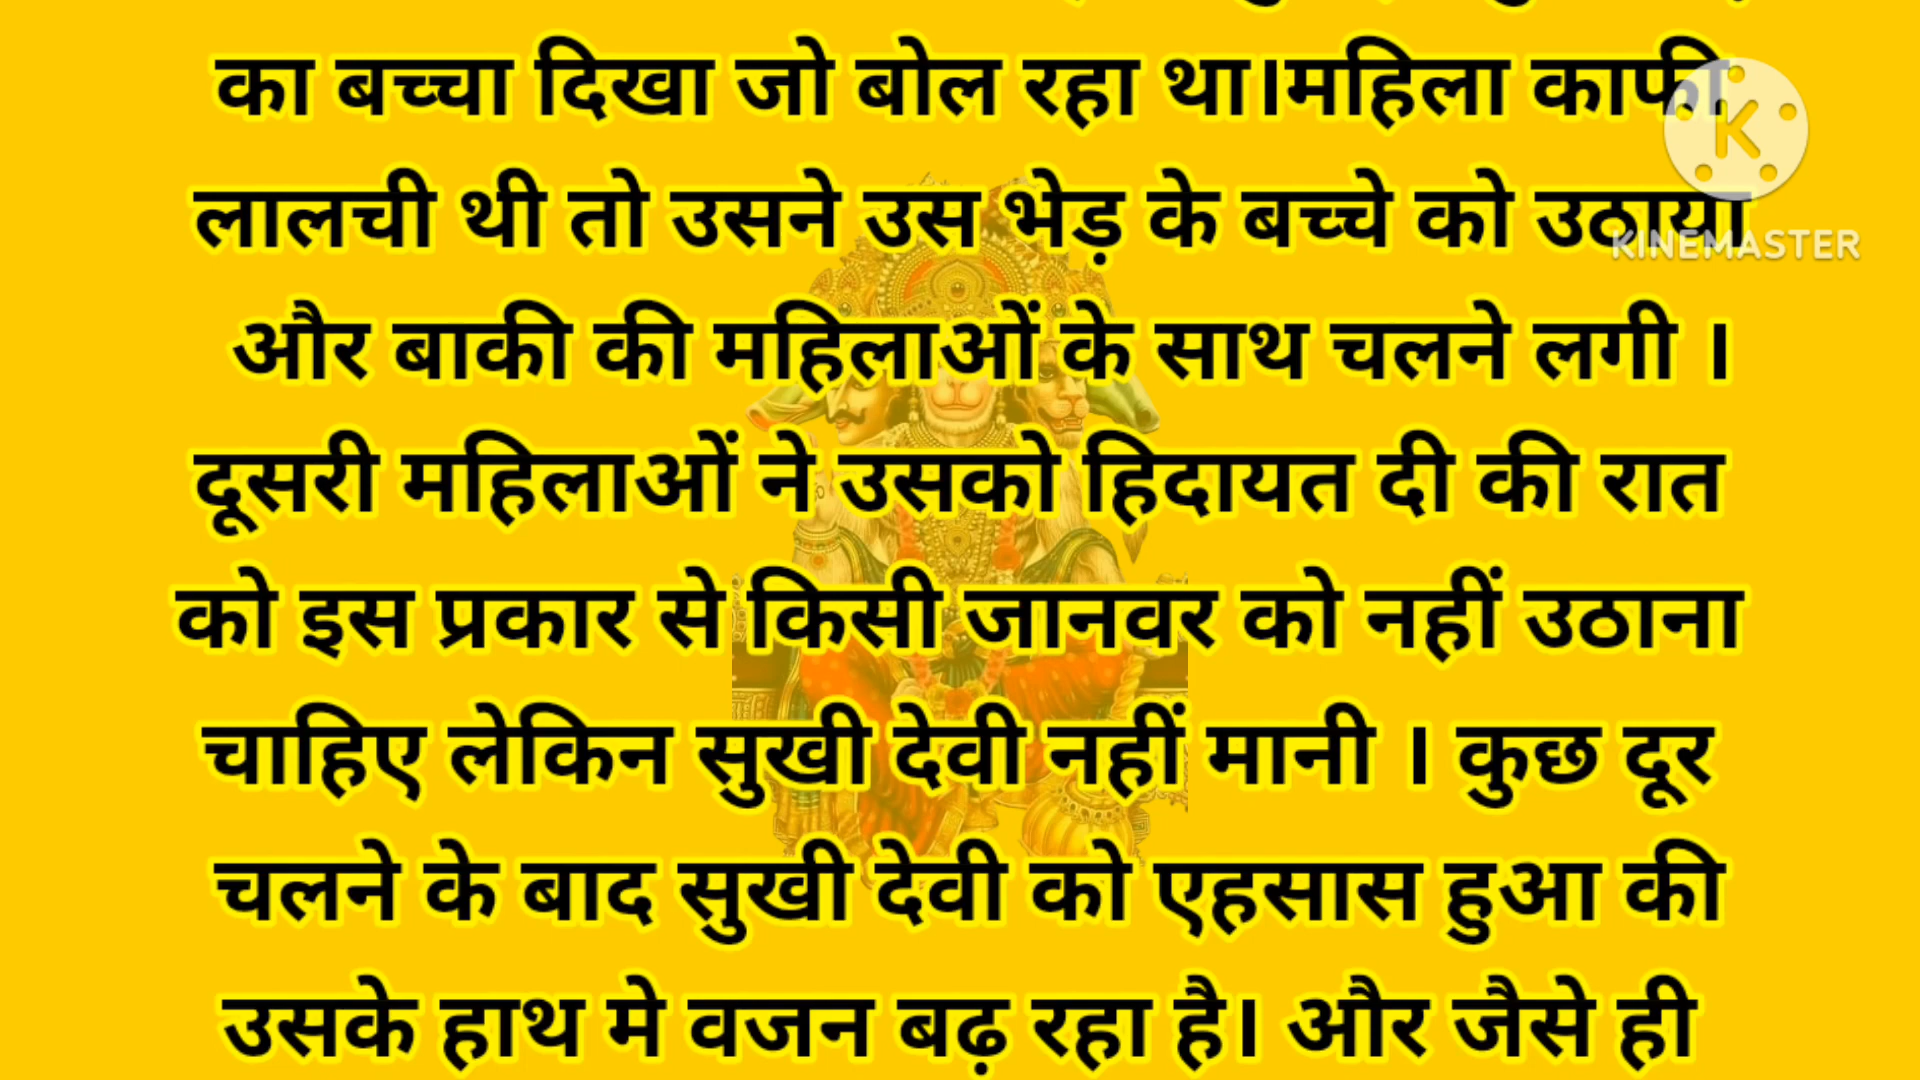 का बच्चा दिखा जो बोल रहा था।महिला काफी
लालची थी तो उसने उस भेड़ के बच्चे को उठाया
KINEMASTER
और बाकी की महिलाओं के साथ चलने लगी ।
दूसरी महिलाओं ने उसको हिदायत दी की रात
को इस प्रकार से किसी जानवर को नहीं उठाना
चाहिए लेकिन सुखी देवी नहीं मानी । कुछ दूर
चलने के बाद सुखी देवी को एहसास हुआ की
उसके हाथ मे वजन बढ़ रहा है। और जैसे ही